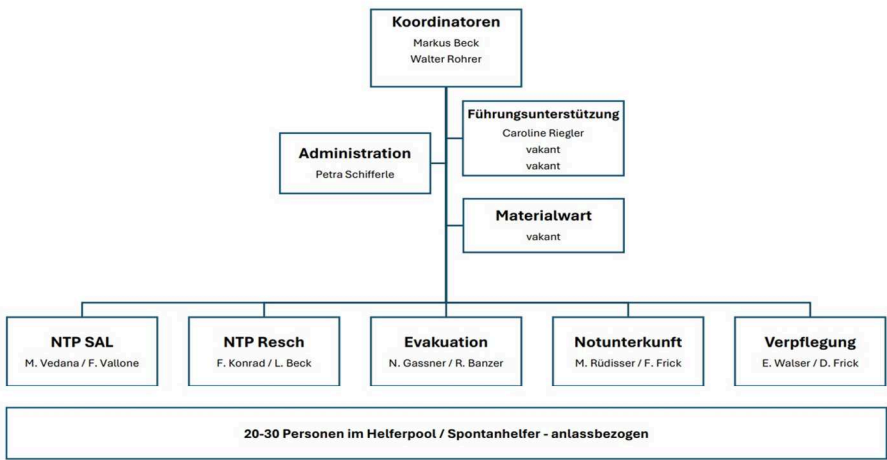 Koordinatoren
Markus Beck
Walter Rohrer
Führungsunterstützung
Caroline Riegler
vakant
vakant
Administration
Petra Schifferle
Materialwart
vakant
NTP SAL
M. Vedana / F. Vallone
NTP Resch
F. Konrad / L. Beck
Evakuation
N. Gassner / R. Banzer
Notunterkunft
M. Rüdisser / F. Frick
Verpflegung
E. Walser / D. Frick
20-30 Personen im Helferpool / Spontanhelfer - anlassbezogen